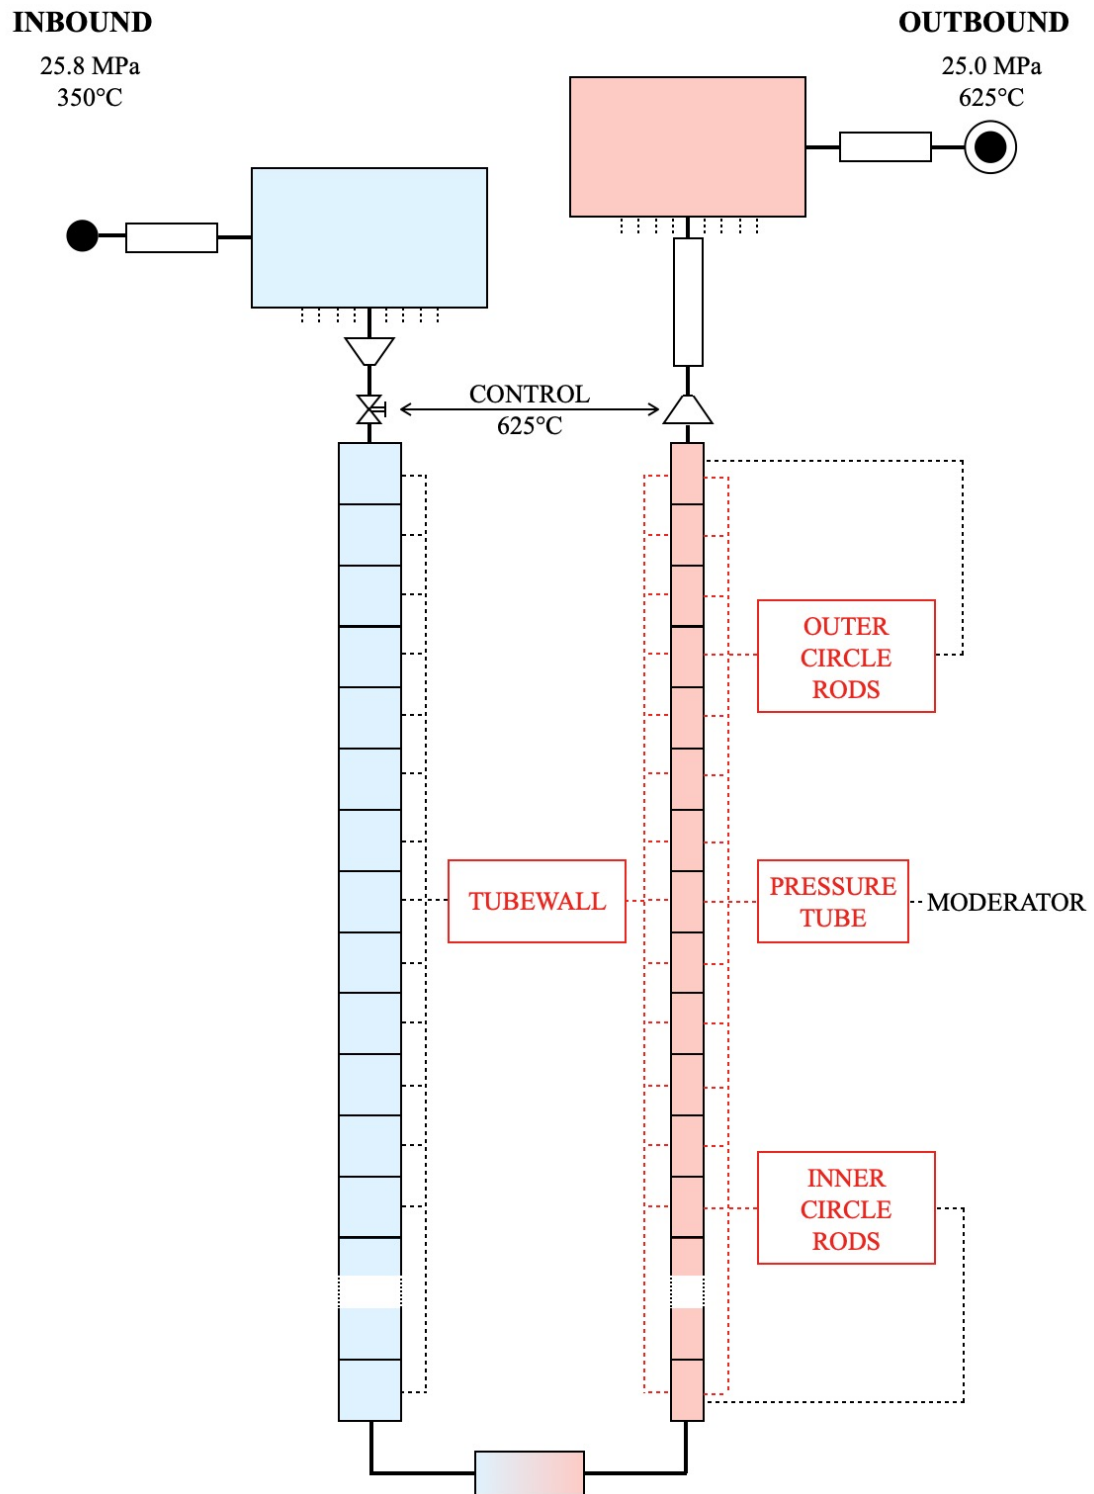 INBOUND
25.8 MPa
350°C
OUTBOUND
25.0 MPa
625°C
CONTROL
625°C
OUTER
CIRCLE
RODS
TUBEWALL
PRESSURE
TUBE
MODERATOR
INNER
CIRCLE
RODS